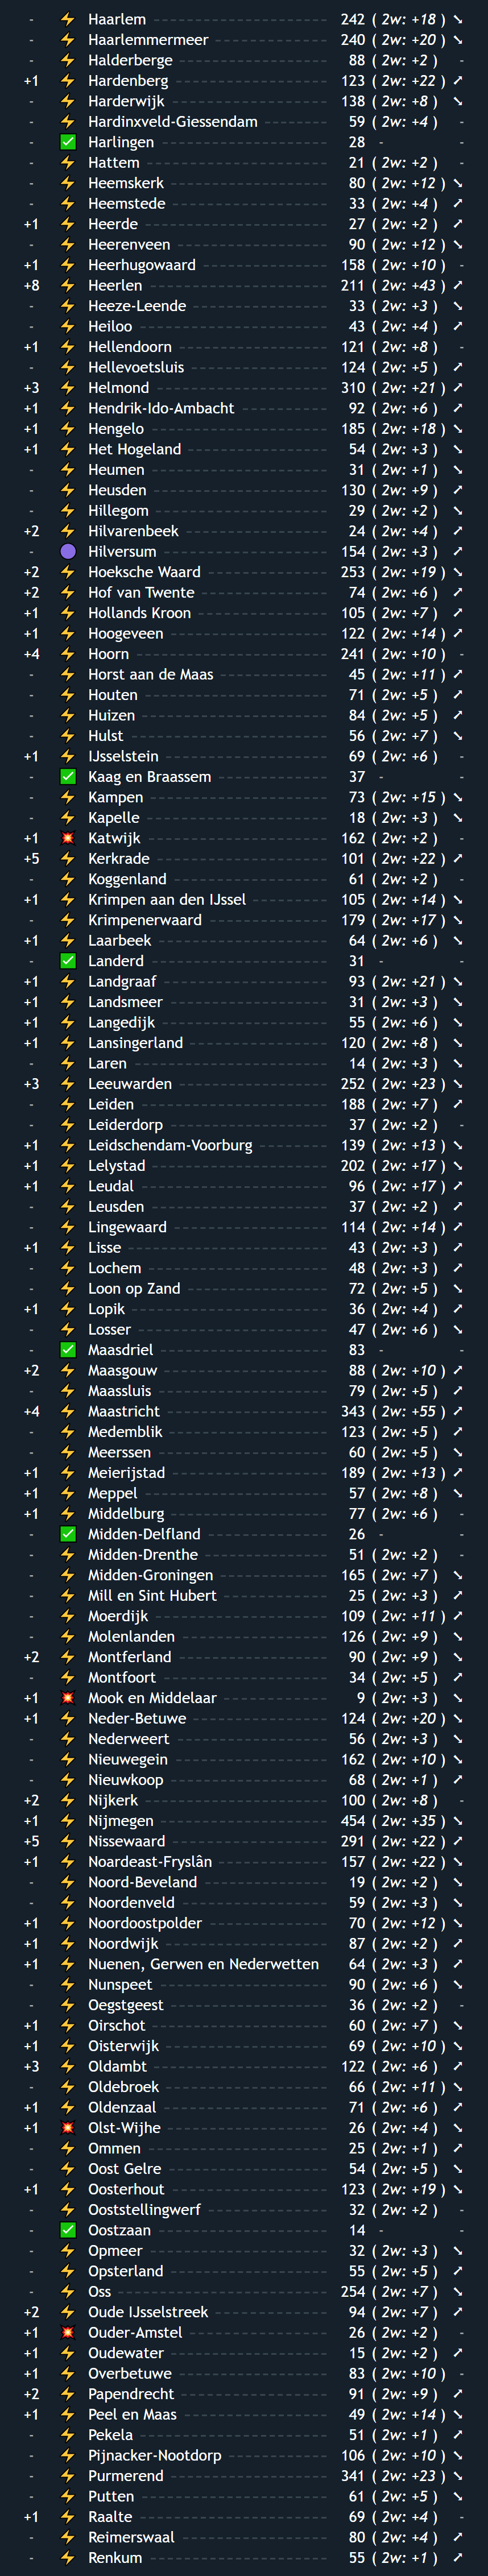 - ⚡ Haarlem 242 ( 2w: +18 ) ➘
- ⚡ Haarlemmermeer 240 ( 2w: +20 ) ➘
- ⚡ Halderberge 88 ( 2w: +2 ) -
+1 ⚡ Hardenberg 123 ( 2w: +22 ) ➚
- ⚡ Harderwijk 138 ( 2w: +8 ) ➘
- ⚡ Hardinxveld-Giessendam 59 ( 2w: +4 ) -
- ✅ Harlingen 28 - -
- ⚡ Hattem 21 ( 2w: +2 ) -
- ⚡ Heemskerk 80 ( 2w: +12 ) ➘
- ⚡ Heemstede 33 ( 2w: +4 ) ➚
+1 ⚡ Heerde 27 ( 2w: +2 ) ➚
- ⚡ Heerenveen 90 ( 2w: +12 ) ➘
+1 ⚡ Heerhugowaard 158 ( 2w: +10 ) -
+8 ⚡ Heerlen 211 ( 2w: +43 ) ➚
- ⚡ Heeze-Leende 33 ( 2w: +3 ) ➘
- ⚡ Heiloo 43 ( 2w: +4 ) ➚
+1 ⚡ Hellendoorn 121 ( 2w: +8 ) -
- ⚡ Hellevoetsluis 124 ( 2w: +5 ) ➚
+3 ⚡ Helmond 310 ( 2w: +21 ) ➚
+1 ⚡ Hendrik-Ido-Ambacht 92 ( 2w: +6 ) ➚
+1 ⚡ Hengelo 185 ( 2w: +18 ) ➘
+1 ⚡ Het Hogeland 54 ( 2w: +3 ) ➘
- ⚡ Heumen 31 ( 2w: +1 ) ➘
- ⚡ Heusden 130 ( 2w: +9 ) ➚
- ⚡ Hillegom 29 ( 2w: +2 ) ➘
+2 ⚡ Hilvarenbeek 24 ( 2w: +4 ) ➚
- 🟣 Hilversum 154 ( 2w: +3 ) ➚
+2 ⚡ Hoeksche Waard 253 ( 2w: +19 ) ➘
+2 ⚡ Hof van Twente 74 ( 2w: +6 ) ➚
+1 ⚡ Hollands Kroon 105 ( 2w: +7 ) ➚
+1 ⚡ Hoogeveen 122 ( 2w: +14 ) ➚
+4 ⚡ Hoorn 241 ( 2w: +10 ) -
- ⚡ Horst aan de Maas 45 ( 2w: +11 ) ➚
- ⚡ Houten 71 ( 2w: +5 ) ➚
- ⚡ Huizen 84 ( 2w: +5 ) ➚
- ⚡ Hulst 56 ( 2w: +7 ) ➘
+1 ⚡ IJsselstein 69 ( 2w: +6 ) -
- ✅ Kaag en Braassem 37 - -
- ⚡ Kampen 73 ( 2w: +15 ) ➘
- ⚡ Kapelle 18 ( 2w: +3 ) ➘
+1 💥 Katwijk 162 ( 2w: +2 ) -
+5 ⚡ Kerkrade 101 ( 2w: +22 ) ➚
- ⚡ Koggenland 61 ( 2w: +2 ) -
+1 ⚡ Krimpen aan den IJssel 105 ( 2w: +14 ) ➘
- ⚡ Krimpenerwaard 179 ( 2w: +17 ) ➘
+1 ⚡ Laarbeek 64 ( 2w: +6 ) ➘
- ✅ Landerd 31 - -
+1 ⚡ Landgraaf 93 ( 2w: +21 ) ➘
+1 ⚡ Landsmeer 31 ( 2w: +3 ) ➘
+1 ⚡ Langedijk 55 ( 2w: +6 ) ➘
+1 ⚡ Lansingerland 120 ( 2w: +8 ) ➘
- ⚡ Laren 14 ( 2w: +3 ) ➘
+3 ⚡ Leeuwarden 252 ( 2w: +23 ) ➘
- ⚡ Leiden 188 ( 2w: +7 ) ➚
- ⚡ Leiderdorp 37 ( 2w: +2 ) -
+1 ⚡ Leidschendam-Voorburg 139 ( 2w: +13 ) ➘
+1 ⚡ Lelystad 202 ( 2w: +17 ) ➘
+1 ⚡ Leudal 96 ( 2w: +17 ) ➚
- ⚡ Leusden 37 ( 2w: +2 ) ➚
- ⚡ Lingewaard 114 ( 2w: +14 ) ➚
+1 ⚡ Lisse 43 ( 2w: +3 ) ➚
- ⚡ Lochem 48 ( 2w: +3 ) ➚
- ⚡ Loon op Zand 72 ( 2w: +5 ) ➘
+1 ⚡ Lopik 36 ( 2w: +4 ) ➚
- ⚡ Losser 47 ( 2w: +6 ) ➘
- ✅ Maasdriel 83 - -
+2 ⚡ Maasgouw 88 ( 2w: +10 ) ➚
- ⚡ Maassluis 79 ( 2w: +5 ) ➚
+4 ⚡ Maastricht 343 ( 2w: +55 ) ➚
- ⚡ Medemblik 123 ( 2w: +5 ) ➚
- ⚡ Meerssen 60 ( 2w: +5 ) ➘
+1 ⚡ Meierijstad 189 ( 2w: +13 ) ➚
+1 ⚡ Meppel 57 ( 2w: +8 ) ➘
+1 ⚡ Middelburg 77 ( 2w: +6 ) -
- ✅ Midden-Delfland 26 - -
- ⚡ Midden-Drenthe 51 ( 2w: +2 ) -
- ⚡ Midden-Groningen 165 ( 2w: +7 ) ➘
- ⚡ Mill en Sint Hubert 25 ( 2w: +3 ) ➚
- ⚡ Moerdijk 109 ( 2w: +11 ) ➚
- ⚡ Molenlanden 126 ( 2w: +9 ) ➘
+2 ⚡ Montferland 90 ( 2w: +9 ) ➘
- ⚡ Montfoort 34 ( 2w: +5 ) ➚
+1 💥 Mook en Middelaar 9 ( 2w: +3 ) ➘
+1 ⚡ Neder-Betuwe 124 ( 2w: +20 ) ➘
- ⚡ Nederweert 56 ( 2w: +3 ) ➘
- ⚡ Nieuwegein 162 ( 2w: +10 ) ➘
- ⚡ Nieuwkoop 68 ( 2w: +1 ) ➚
+2 ⚡ Nijkerk 100 ( 2w: +8 ) -
+1 ⚡ Nijmegen 454 ( 2w: +35 ) ➘
+5 ⚡ Nissewaard 291 ( 2w: +22 ) ➚
+1 ⚡ Noardeast-Fryslân 157 ( 2w: +22 ) ➘
- ⚡ Noord-Beveland 19 ( 2w: +2 ) ➘
- ⚡ Noordenveld 59 ( 2w: +3 ) ➘
+1 ⚡ Noordoostpolder 70 ( 2w: +12 ) ➘
+1 ⚡ Noordwijk 87 ( 2w: +2 ) ➚
+1 ⚡ Nuenen, Gerwen en Nederwetten 64 ( 2w: +3 ) ➚
- ⚡ Nunspeet 90 ( 2w: +6 ) ➘
- ⚡ Oegstgeest 36 ( 2w: +2 ) -
+1 ⚡ Oirschot 60 ( 2w: +7 ) ➘
+1 ⚡ Oisterwijk 69 ( 2w: +10 ) ➘
+3 ⚡ Oldambt 122 ( 2w: +6 ) ➚
- ⚡ Oldebroek 66 ( 2w: +11 ) ➘
+1 ⚡ Oldenzaal 71 ( 2w: +6 ) ➚
+1 💥 Olst-Wijhe 26 ( 2w: +4 ) ➘
- ⚡ Ommen 25 ( 2w: +1 ) ➚
- ⚡ Oost Gelre 54 ( 2w: +5 ) ➘
+1 ⚡ Oosterhout 123 ( 2w: +19 ) ➘
- ⚡ Ooststellingwerf 32 ( 2w: +2 ) -
- ✅ Oostzaan 14 - -
- ⚡ Opmeer 32 ( 2w: +3 ) ➘
- ⚡ Opsterland 55 ( 2w: +5 ) ➚
- ⚡ Oss 254 ( 2w: +7 ) ➘
+2 ⚡ Oude IJsselstreek 94 ( 2w: +7 ) ➚
+1 💥 Ouder-Amstel 26 ( 2w: +2 ) -
+1 ⚡ Oudewater 15 ( 2w: +2 ) ➚
+1 ⚡ Overbetuwe 83 ( 2w: +10 ) -
+2 ⚡ Papendrecht 91 ( 2w: +9 ) ➚
+1 ⚡ Peel en Maas 49 ( 2w: +14 ) ➘
- ⚡ Pekela 51 ( 2w: +1 ) ➚
- ⚡ Pijnacker-Nootdorp 106 ( 2w: +10 ) ➘
- ⚡ Purmerend 341 ( 2w: +23 ) ➘
- ⚡ Putten 61 ( 2w: +5 ) ➘
+1 ⚡ Raalte 69 ( 2w: +4 ) -
- ⚡ Reimerswaal 80 ( 2w: +4 ) ➚
- ⚡ Renkum 55 ( 2w: +1 ) ➚